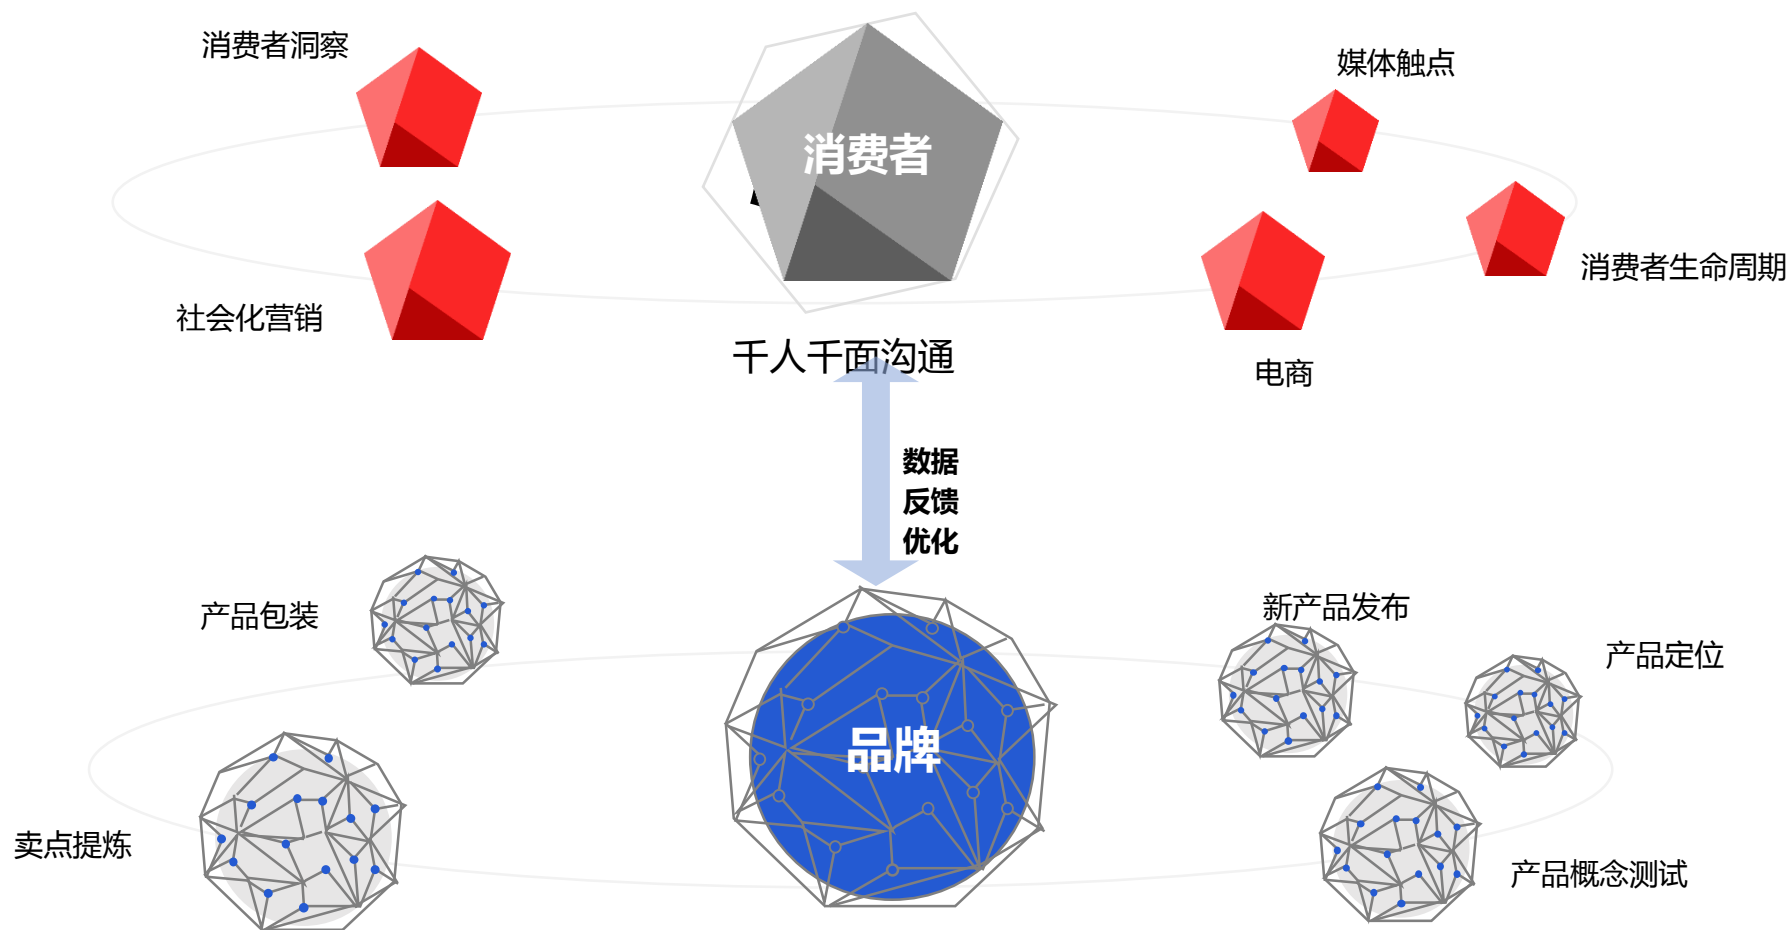 消费者洞察
媒体触点
消费者
消费者生命周期
社会化营销
千人千面沟通
电商
数据
反馈
优化
产品包装
新产品发布
产品定位
品牌
卖点提炼
产品概念测试